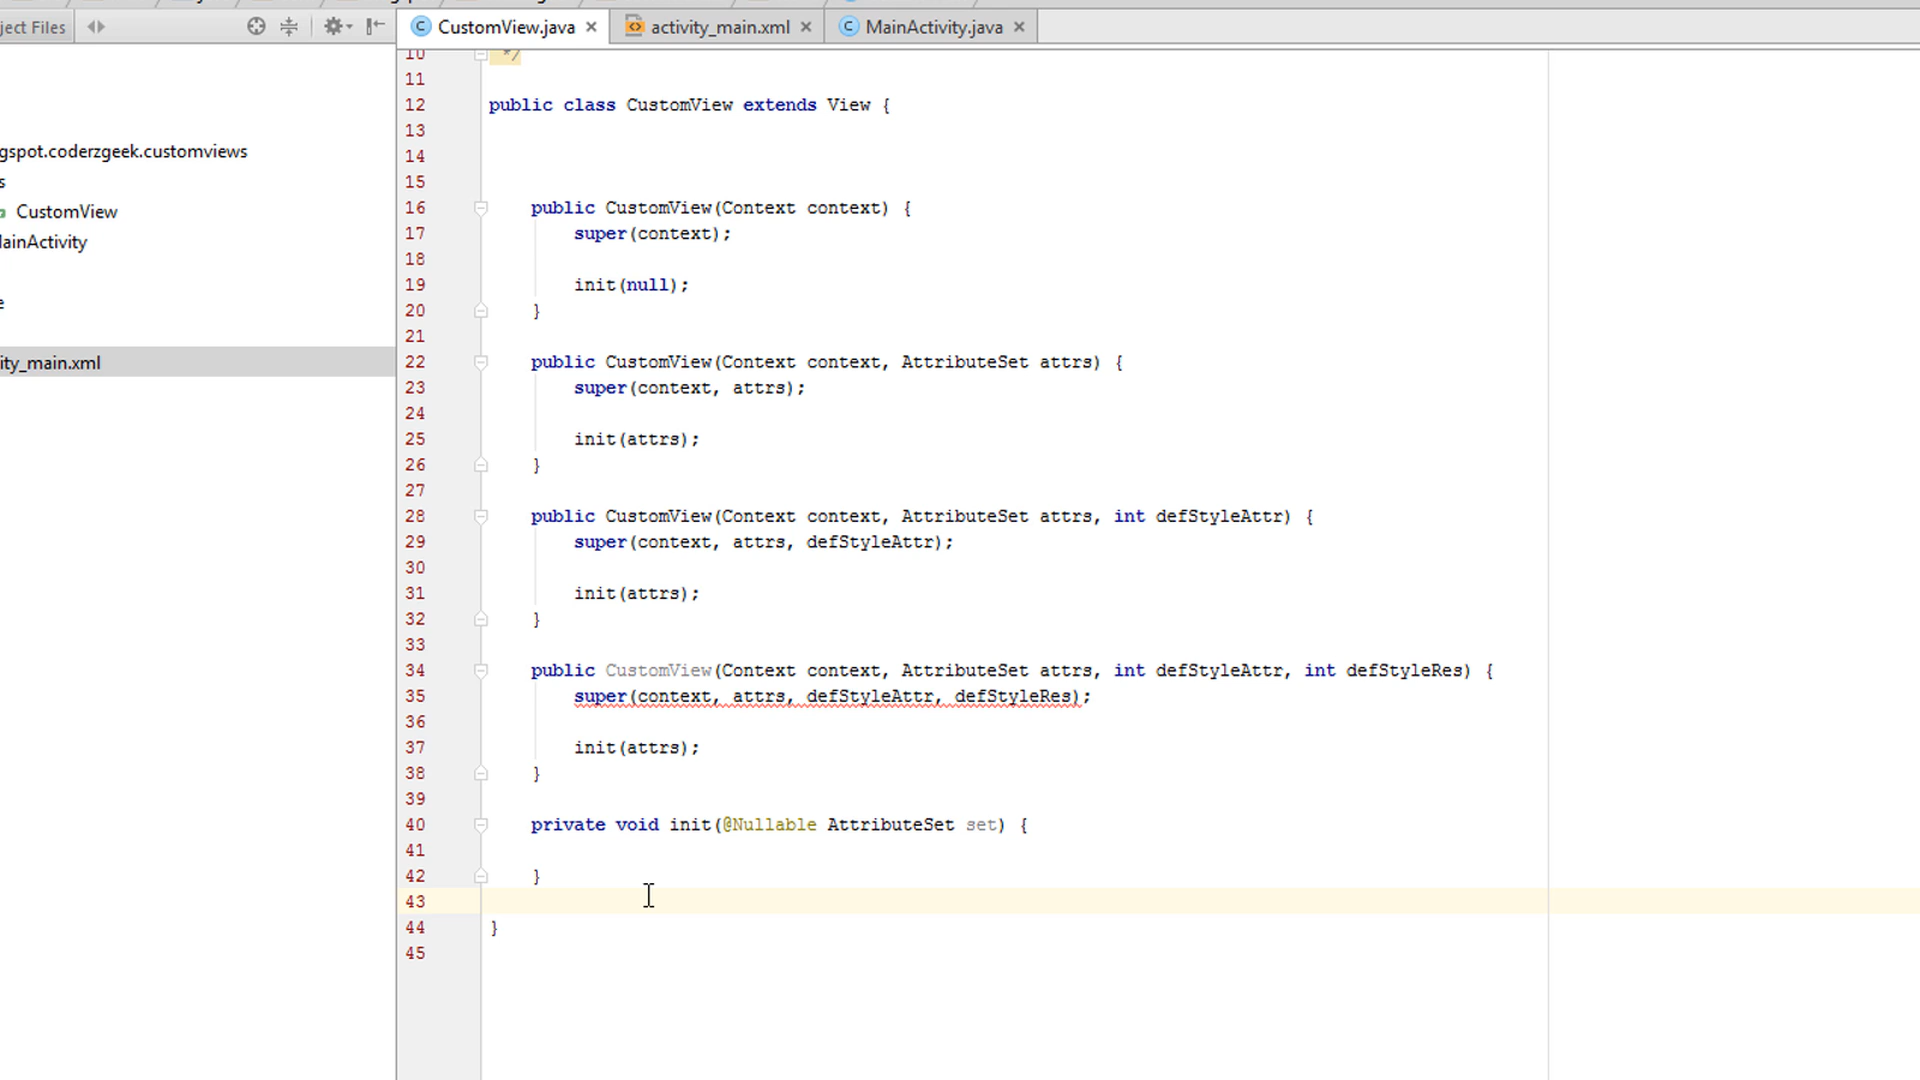 ject Files
CustomView.java
activity_main.xml
MainActivity.java
10 */
11
12 public class CustomView extends View {
13
14
15
16 public CustomView(Context context) {
17 super(context);
18
19 init(null);
20 }
21
22 public CustomView(Context context, AttributeSet attrs) {
23 super(context, attrs);
24
25 init(attrs);
26 }
27
28 public CustomView(Context context, AttributeSet attrs, int defStyleAttr) {
29 super(context, attrs, defStyleAttr);
30
31 init(attrs);
32 }
33
34 public CustomView(Context context, AttributeSet attrs, int defStyleAttr, int defStyleRes) {
35 super(context, attrs, defStyleAttr, defStyleRes);
36
37 init(attrs);
38 }
39
40 private void init(@Nullable AttributeSet set) {
41
42 }
43
44 }
45
gspot.coderzgeek.customviews
s
CustomView
ainActivity
e
ity_main.xml